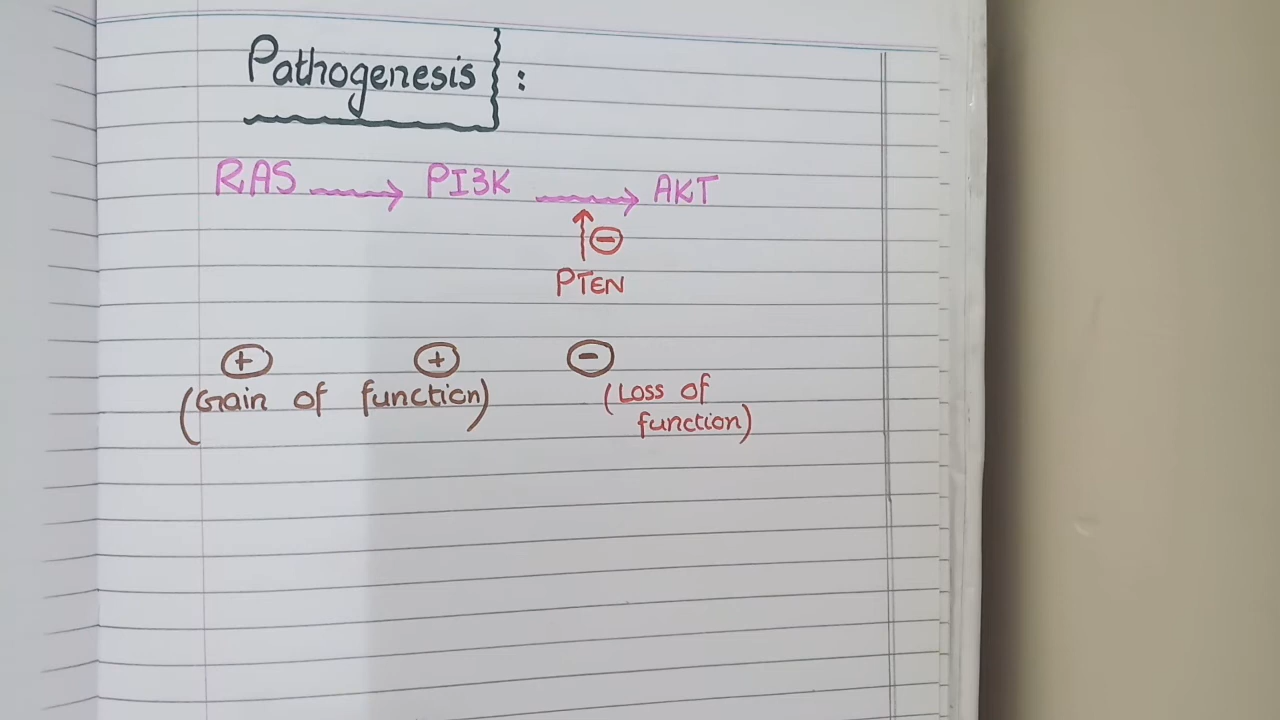 Pathogenesis :
RAS → PI3K → AKT
↑ ⊖
PTEN
⊕ ⊕ ⊖
(Gain of function) (Loss of
function)